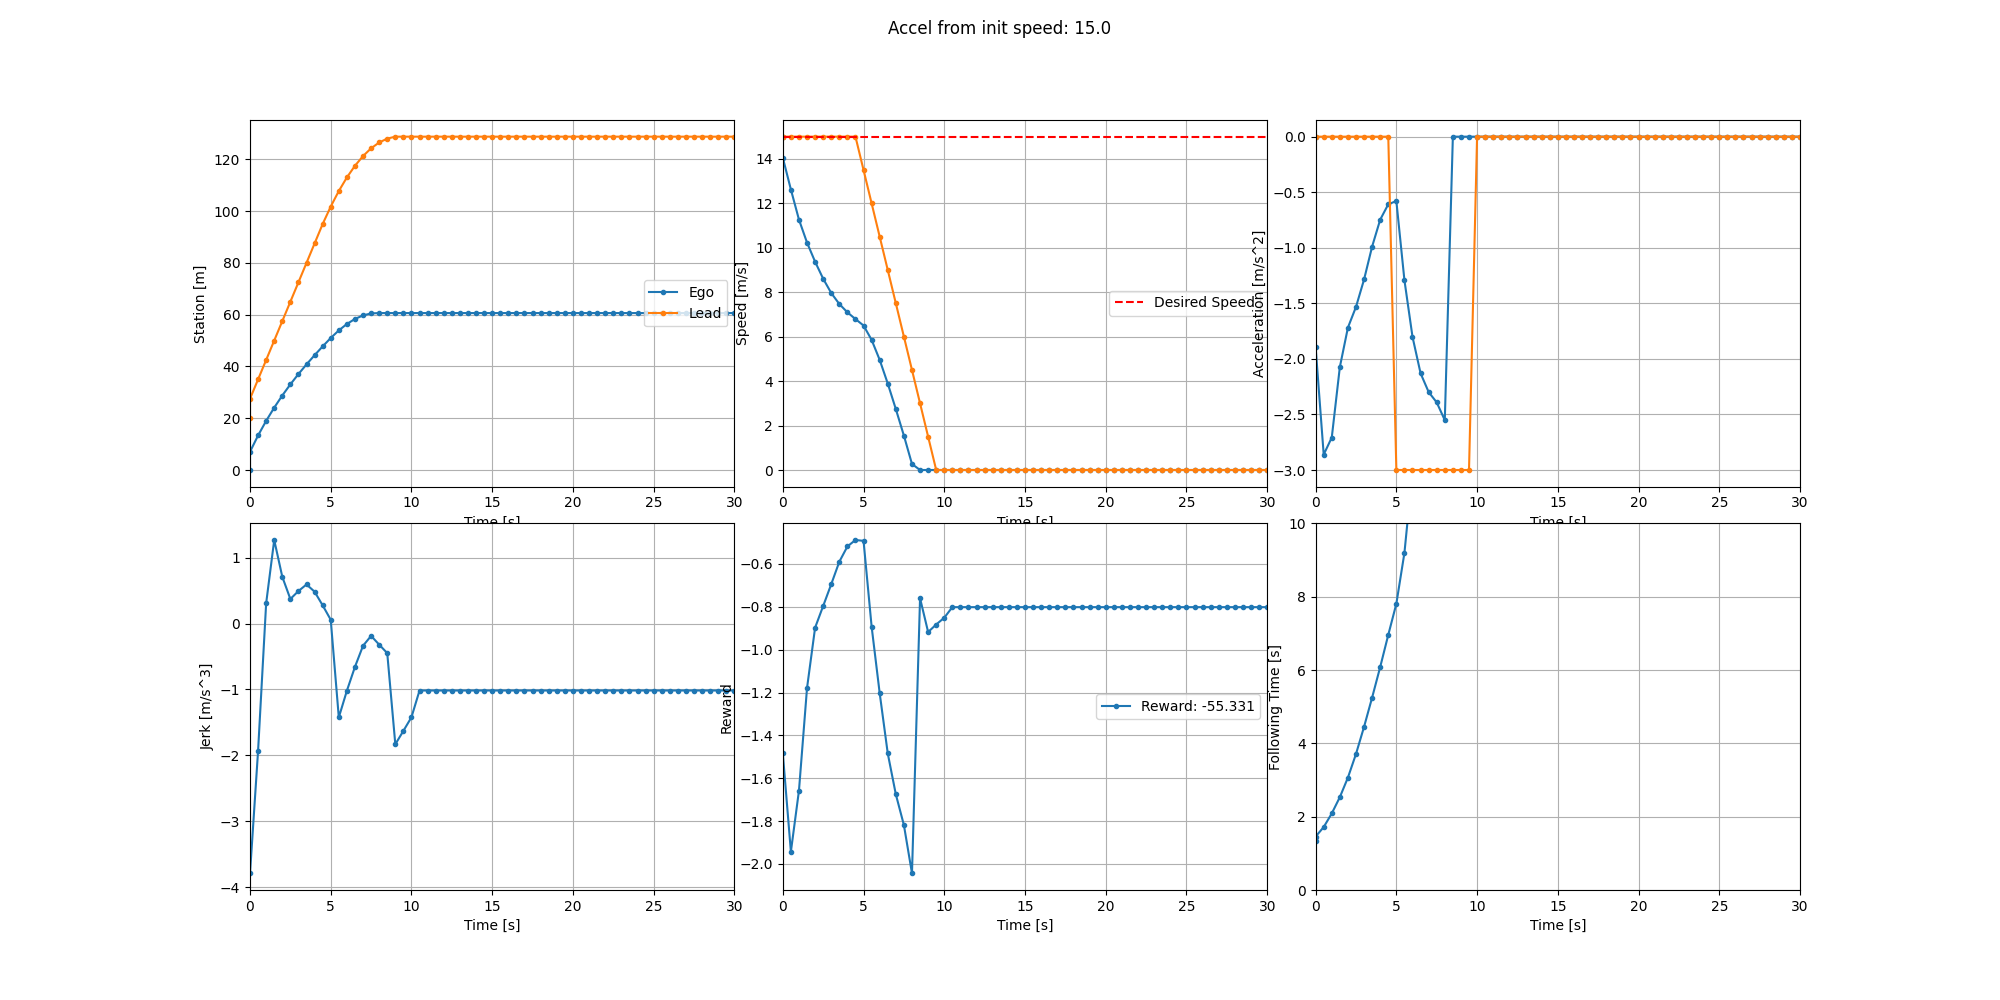 Accel from init speed: 15.0
Station [m]
120
100
80
60
40
20
0
0 5 10 15 20 25 30
Time [s]
Ego
Lead
Speed [m/s]
14
12
10
8
6
4
2
0
0 5 10 15 20 25 30
Time [s]
Desired Speed
Acceleration [m/s^2]
0.0
−0.5
−1.0
−1.5
−2.0
−2.5
−3.0
0 5 10 15 20 25 30
Time [s]
Jerk [m/s^3]
1
0
−1
−2
−3
−4
0 5 10 15 20 25 30
Time [s]
Reward
−0.6
−0.8
−1.0
−1.2
−1.4
−1.6
−1.8
−2.0
0 5 10 15 20 25 30
Time [s]
Reward: -55.331
Following Time [s]
10
8
6
4
2
0
0 5 10 15 20 25 30
Time [s]